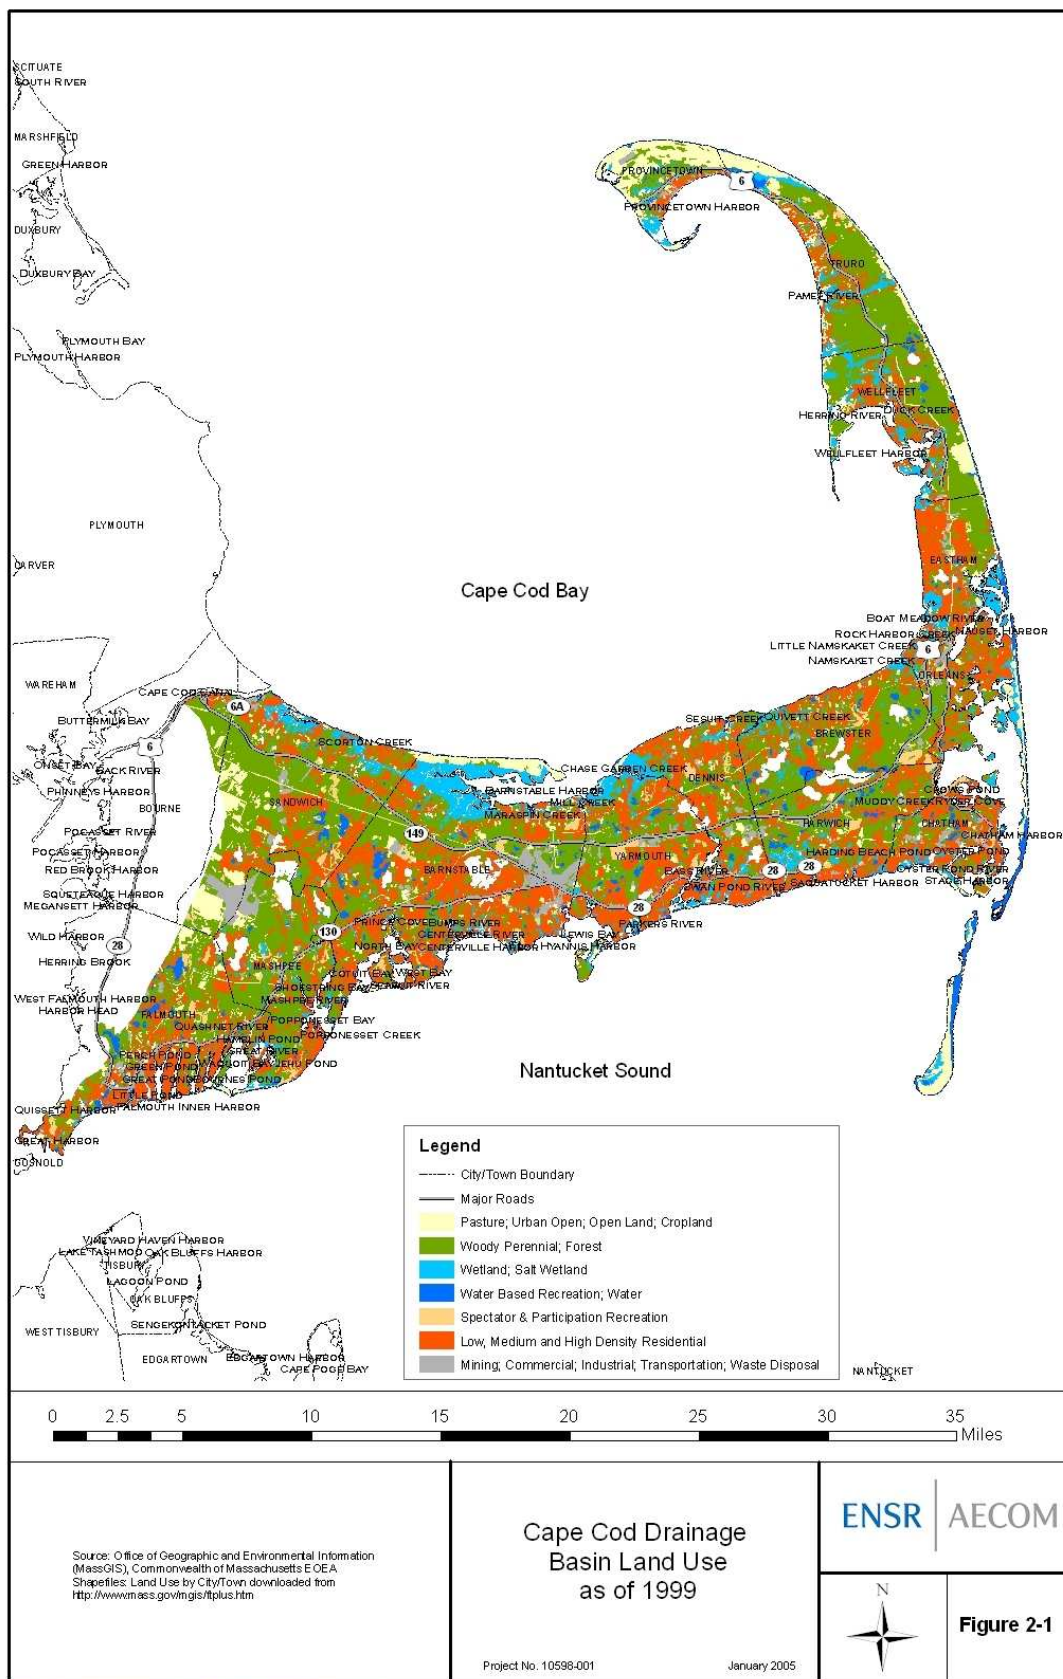 SCITUATE
SOUTH RIVER
MARSHFIELD
GREEN HARBOR
DUXBURY
DUXBURY BAY
PLYMOUTH BAY
PLYMOUTH HARBOR
PLYMOUTH
CARVER
WAREHAM
PROVINCETOWN
6
PROVINCETOWN HARBOR
TRURO
PAMET RIVER
WELLFLEET
DUCK CREEK
HERRING RIVER
WELLFLEET HARBOR
EASTHAM
Cape Cod Bay
BOAT MEADOW RIVER
ROCK HARBOR CREEK
NAUSET HARBOR
LITTLE NAMSKAKET CREEK
6
NAMSKAKET CREEK
ORLEANS
CAPE COD CANAL
6A
BUTTERMILK BAY
6
ONSET BAY
BACK RIVER
PHINNEYS HARBOR
BOURNE
POCASSET RIVER
POCASSET HARBOR
RED BROOK HARBOR
SQUETEAGUE HARBOR
MEGANSETT HARBOR
WILD HARBOR
28
HERRING BROOK
WEST FALMOUTH HARBOR
HARBOR HEAD
SCORTON CREEK
SANDWICH
149
SESUIT CREEK
QUIVETT CREEK
BREWSTER
CHASE GARDEN CREEK
DENNIS
BARNSTABLE HARBOR
MILL CREEK
MARASPIN CREEK
CROWS POND
MUDDY CREEK
RYDER COVE
HARWICH
CHATHAM
CHATHAM HARBOR
BARNSTABLE
YARMOUTH
HARDING BEACH POND
OYSTER POND
BASS RIVER
28
28
OYSTER POND RIVER
SWAN POND RIVER
SAQUATUCKET HARBOR
STAGE HARBOR
28
PARKERS RIVER
PRINCE COVE
BUMPS RIVER
130
CENTERVILLE RIVER
LEWIS BAY
NORTH BAY
CENTERVILLE HARBOR
HYANNIS HARBOR
MASHPEE
COTUIT BAY
WEST BAY
SHOESTRING BAY
SEAPUIT RIVER
MASHPEE RIVER
FALMOUTH
POPPONESSET BAY
QUASHNET RIVER
POPPONESSET CREEK
HAMBLIN POND
GREAT RIVER
PERCH POND
WAQUOIT BAY
JEHU POND
GREEN POND
GREAT POND
BOURNES POND
LITTLE POND
FALMOUTH INNER HARBOR
QUISSETT HARBOR
GREAT HARBOR
GOSNOLD
Nantucket Sound
VINEYARD HAVEN HARBOR
LAKE TASHMOO
OAK BLUFFS HARBOR
TISBURY
LAGOON POND
OAK BLUFFS
SENGEKONTACKET POND
WEST TISBURY
EDGARTOWN
EDGARTOWN HARBOR
CAPE POGE BAY
NANTUCKET
Legend
City/Town Boundary
Major Roads
Pasture; Urban Open; Open Land; Cropland
Woody Perennial; Forest
Wetland; Salt Wetland
Water Based Recreation; Water
Spectator & Participation Recreation
Low, Medium and High Density Residential
Mining; Commercial; Industrial; Transportation; Waste Disposal
0 2.5 5 10 15 20 25 30 35
Miles
Source: Office of Geographic and Environmental Information
(MassGIS), Commonwealth of Massachusetts EOEA
Shapefiles: Land Use by City/Town downloaded from
http://www.mass.gov/mgis/ftplus.htm
Cape Cod Drainage
Basin Land Use
as of 1999
Project No. 10598-001 January 2005
ENSR | AECOM
N
Figure 2-1